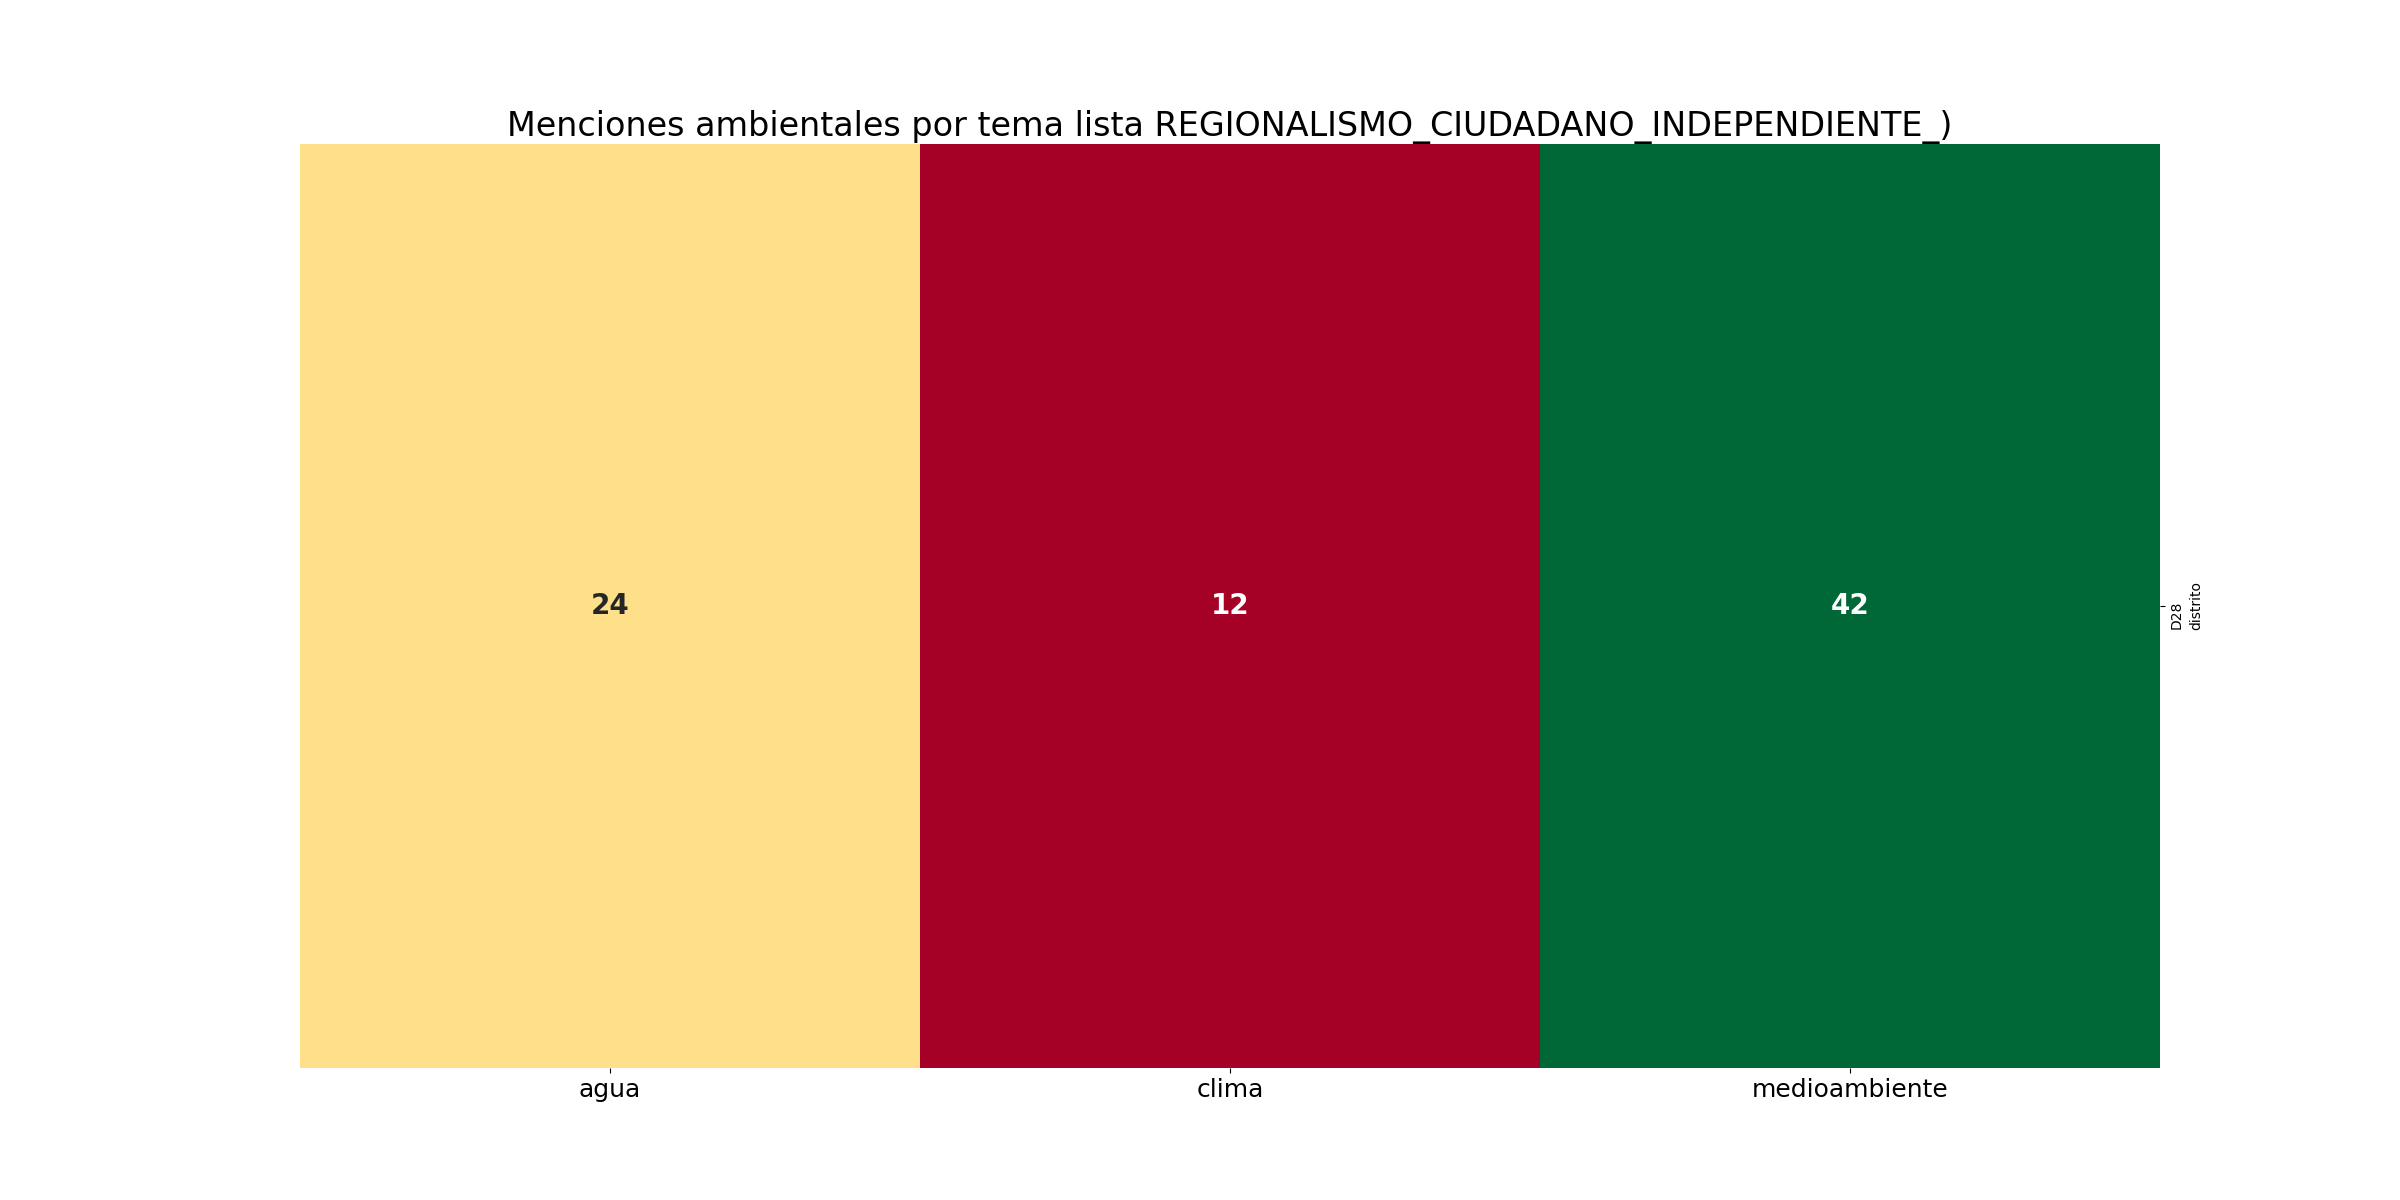 Menciones ambientales por tema lista REGIONALISMO_CIUDADANO_INDEPENDIENTE_)
24
12
42
D28
distrito
agua
clima
medioambiente